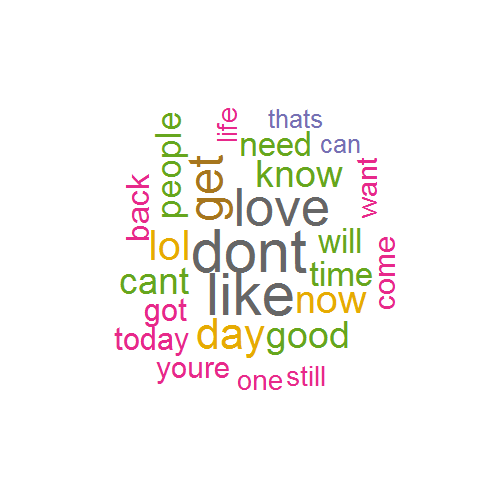 thats
life
need
can
people
know
get
want
back
love
lol
dont
will
cant
time
come
like
now
got
today
day
good
youre
one
still